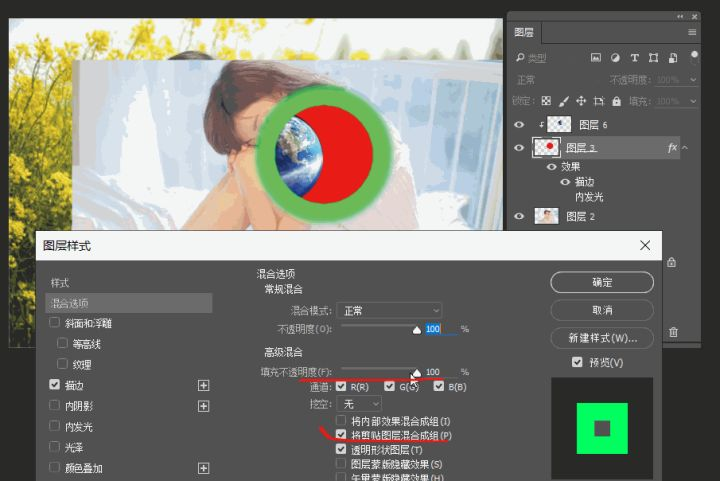 图层
类型
正常 不透明度: 100%
锁定: 填充: 100%
图层 6
图层 3 fx
效果
描边
内发光
图层 2
图层样式
样式
混合选项
斜面和浮雕
等高线
纹理
描边
内阴影
内发光
光泽
颜色叠加
混合选项
常规混合
混合模式: 正常
不透明度(O): 100 %
高级混合
填充不透明度(F): 100 %
通道: R(R) G(G) B(B)
挖空: 无
将内部效果混合成组(I)
将剪贴图层混合成组(P)
透明形状图层(T)
图层蒙版隐藏效果(S)
矢量蒙版隐藏效果(H)
确定
取消
新建样式(W)...
预览(V)